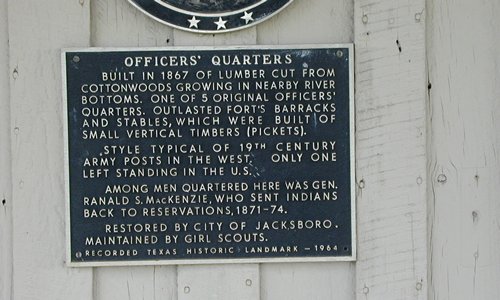 OFFICERS' QUARTERS
BUILT IN 1867 OF LUMBER CUT FROM
COTTONWOODS GROWING IN NEARBY RIVER
BOTTOMS. ONE OF 5 ORIGINAL OFFICERS'
QUARTERS. OUTLASTED FORT'S BARRACKS
AND STABLES, WHICH WERE BUILT OF
SMALL VERTICAL TIMBERS (PICKETS).
STYLE TYPICAL OF 19TH CENTURY
ARMY POSTS IN THE WEST. ONLY ONE
LEFT STANDING IN THE U.S.
AMONG MEN QUARTERED HERE WAS GEN.
RANALD S. MACKENZIE, WHO SENT INDIANS
BACK TO RESERVATIONS, 1871-74.
RESTORED BY CITY OF JACKSBORO.
MAINTAINED BY GIRL SCOUTS.
RECORDED TEXAS HISTORIC LANDMARK - 1964